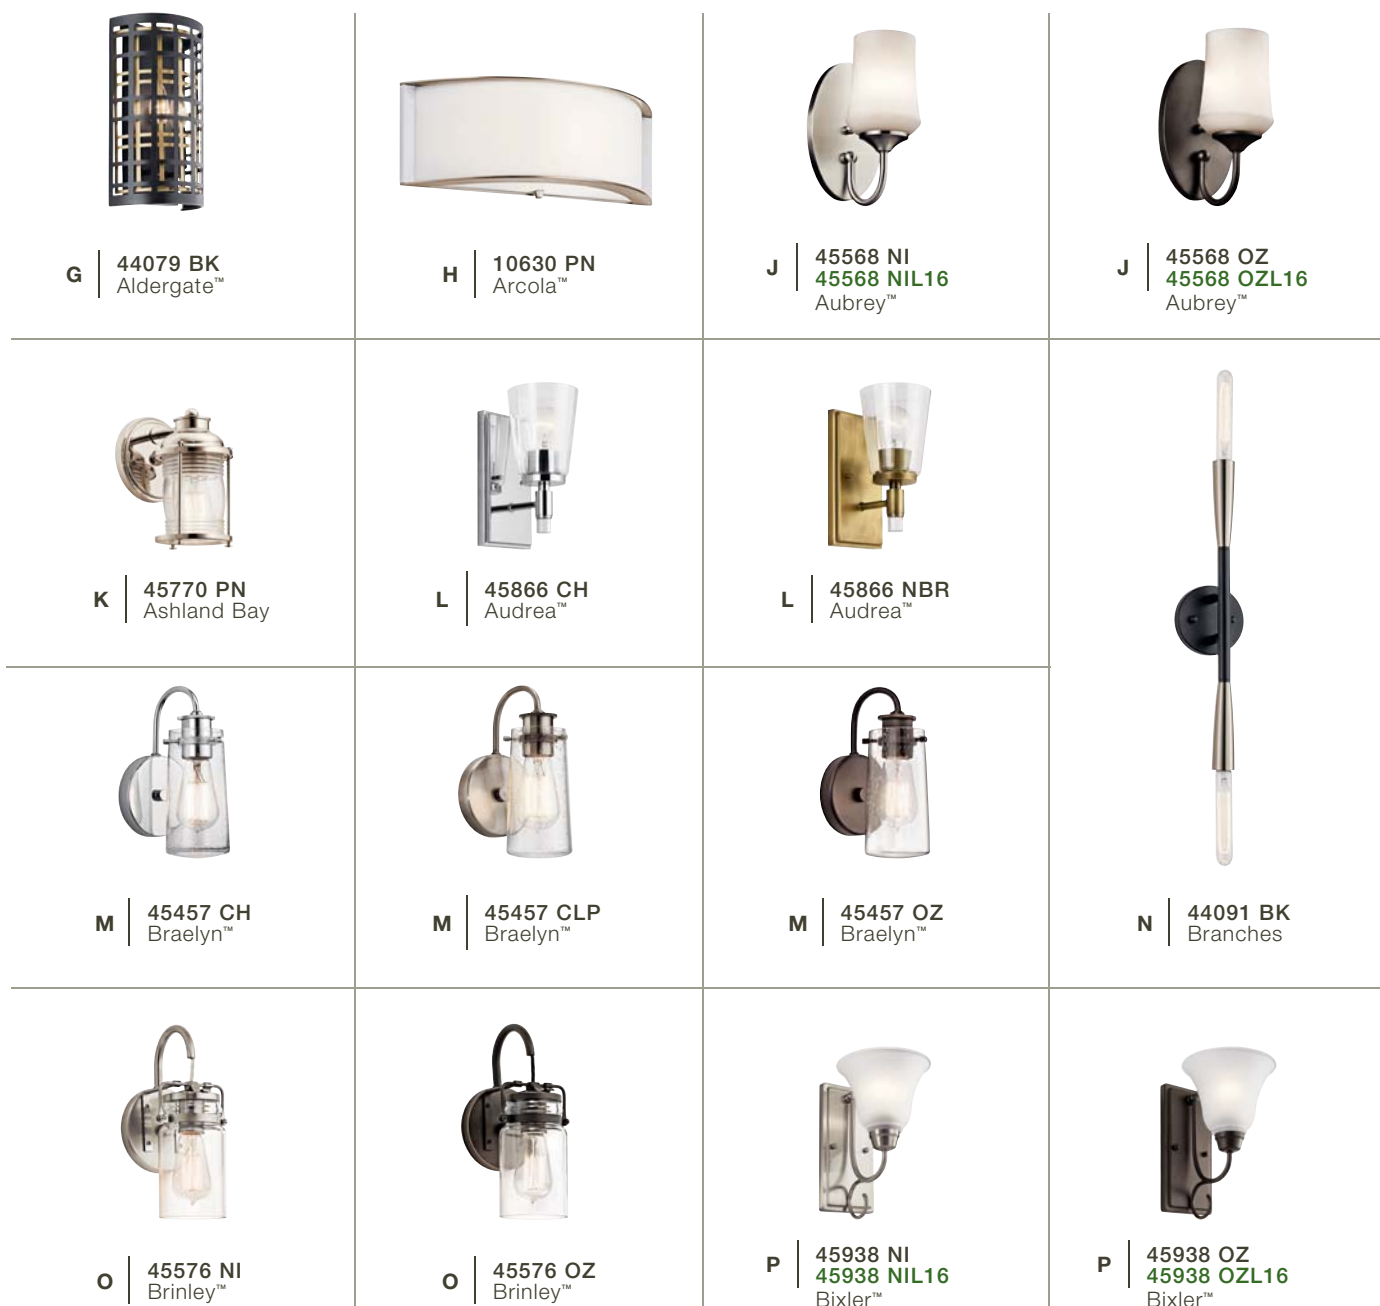 G
44079 BK
Aldergate™
H
10630 PN
Arcola™
J
45568 NI
45568 NIL16
Aubrey™
J
45568 OZ
45568 OZL16
Aubrey™
K
45770 PN
Ashland Bay
L
45866 CH
Audrea™
L
45866 NBR
Audrea™
M
45457 CH
Braelyn™
M
45457 CLP
Braelyn™
M
45457 OZ
Braelyn™
N
44091 BK
Branches
O
45576 NI
Brinley™
O
45576 OZ
Brinley™
P
45938 NI
45938 NIL16
Bixler™
P
45938 OZ
45938 OZL16
Bixler™